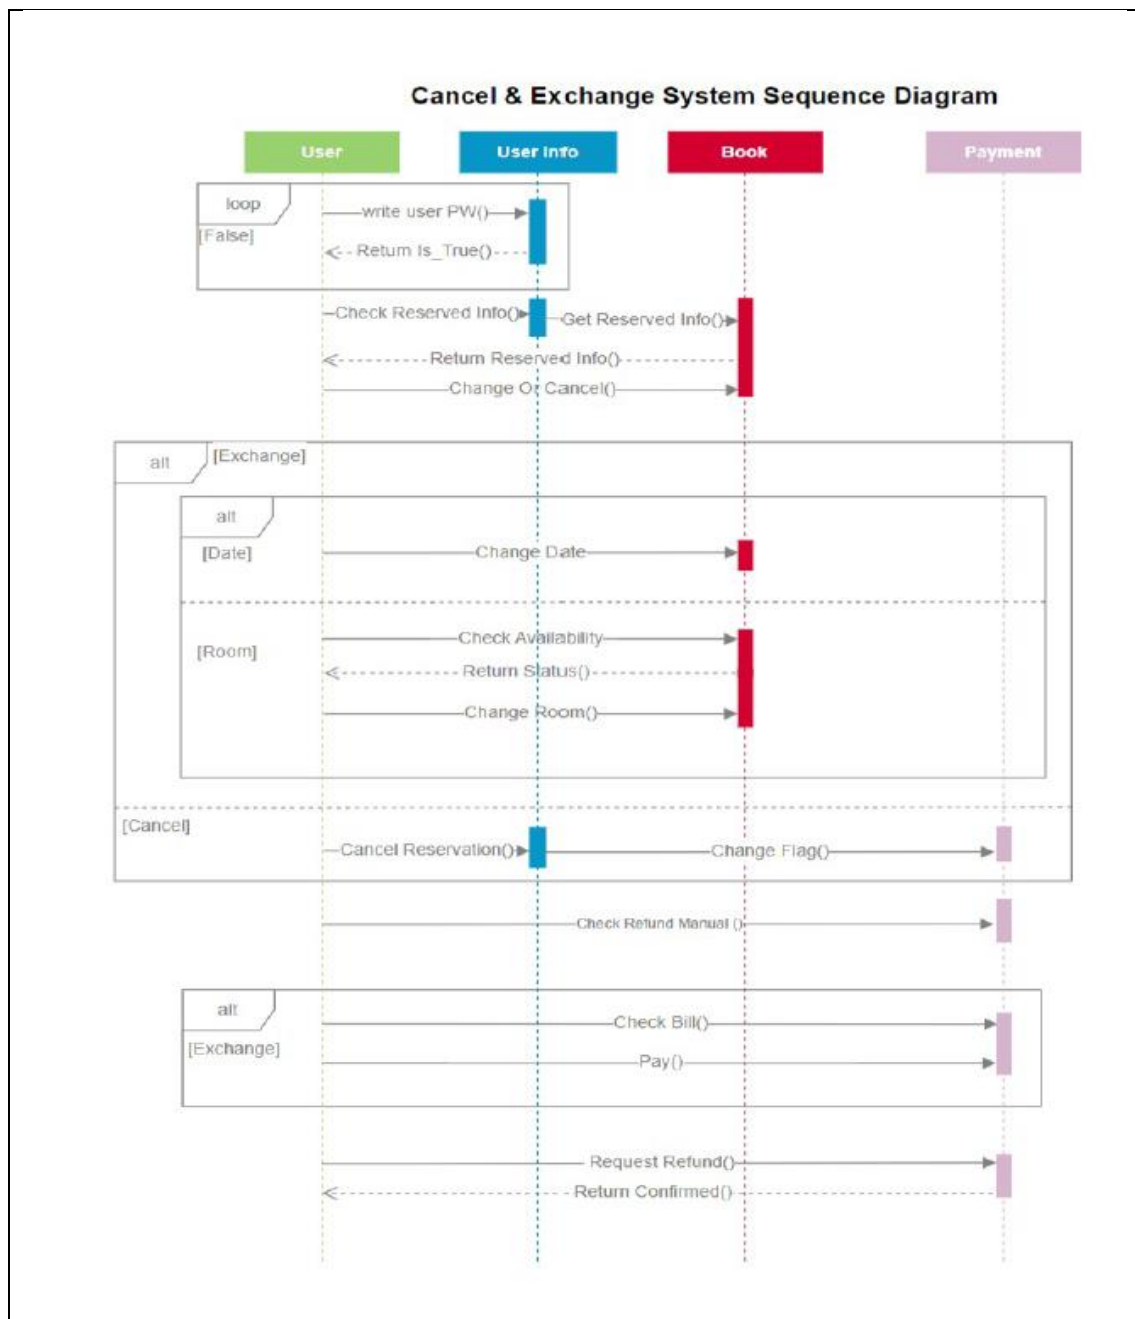 Cancel & Exchange System Sequence Diagram
User
User Info
Book
Payment
loop
[False]
write user PW()
Return Is_True()
Check Reserved Info()
Get Reserved Info()
Return Reserved Info()
Change Or Cancel()
alt
[Exchange]
alt
[Date]
Change Date
[Room]
Check Availability
Return Status()
Change Room()
[Cancel]
Cancel Reservation()
Change Flag()
Check Refund Manual ()
alt
[Exchange]
Check Bill()
Pay()
Request Refund()
Return Confirmed()